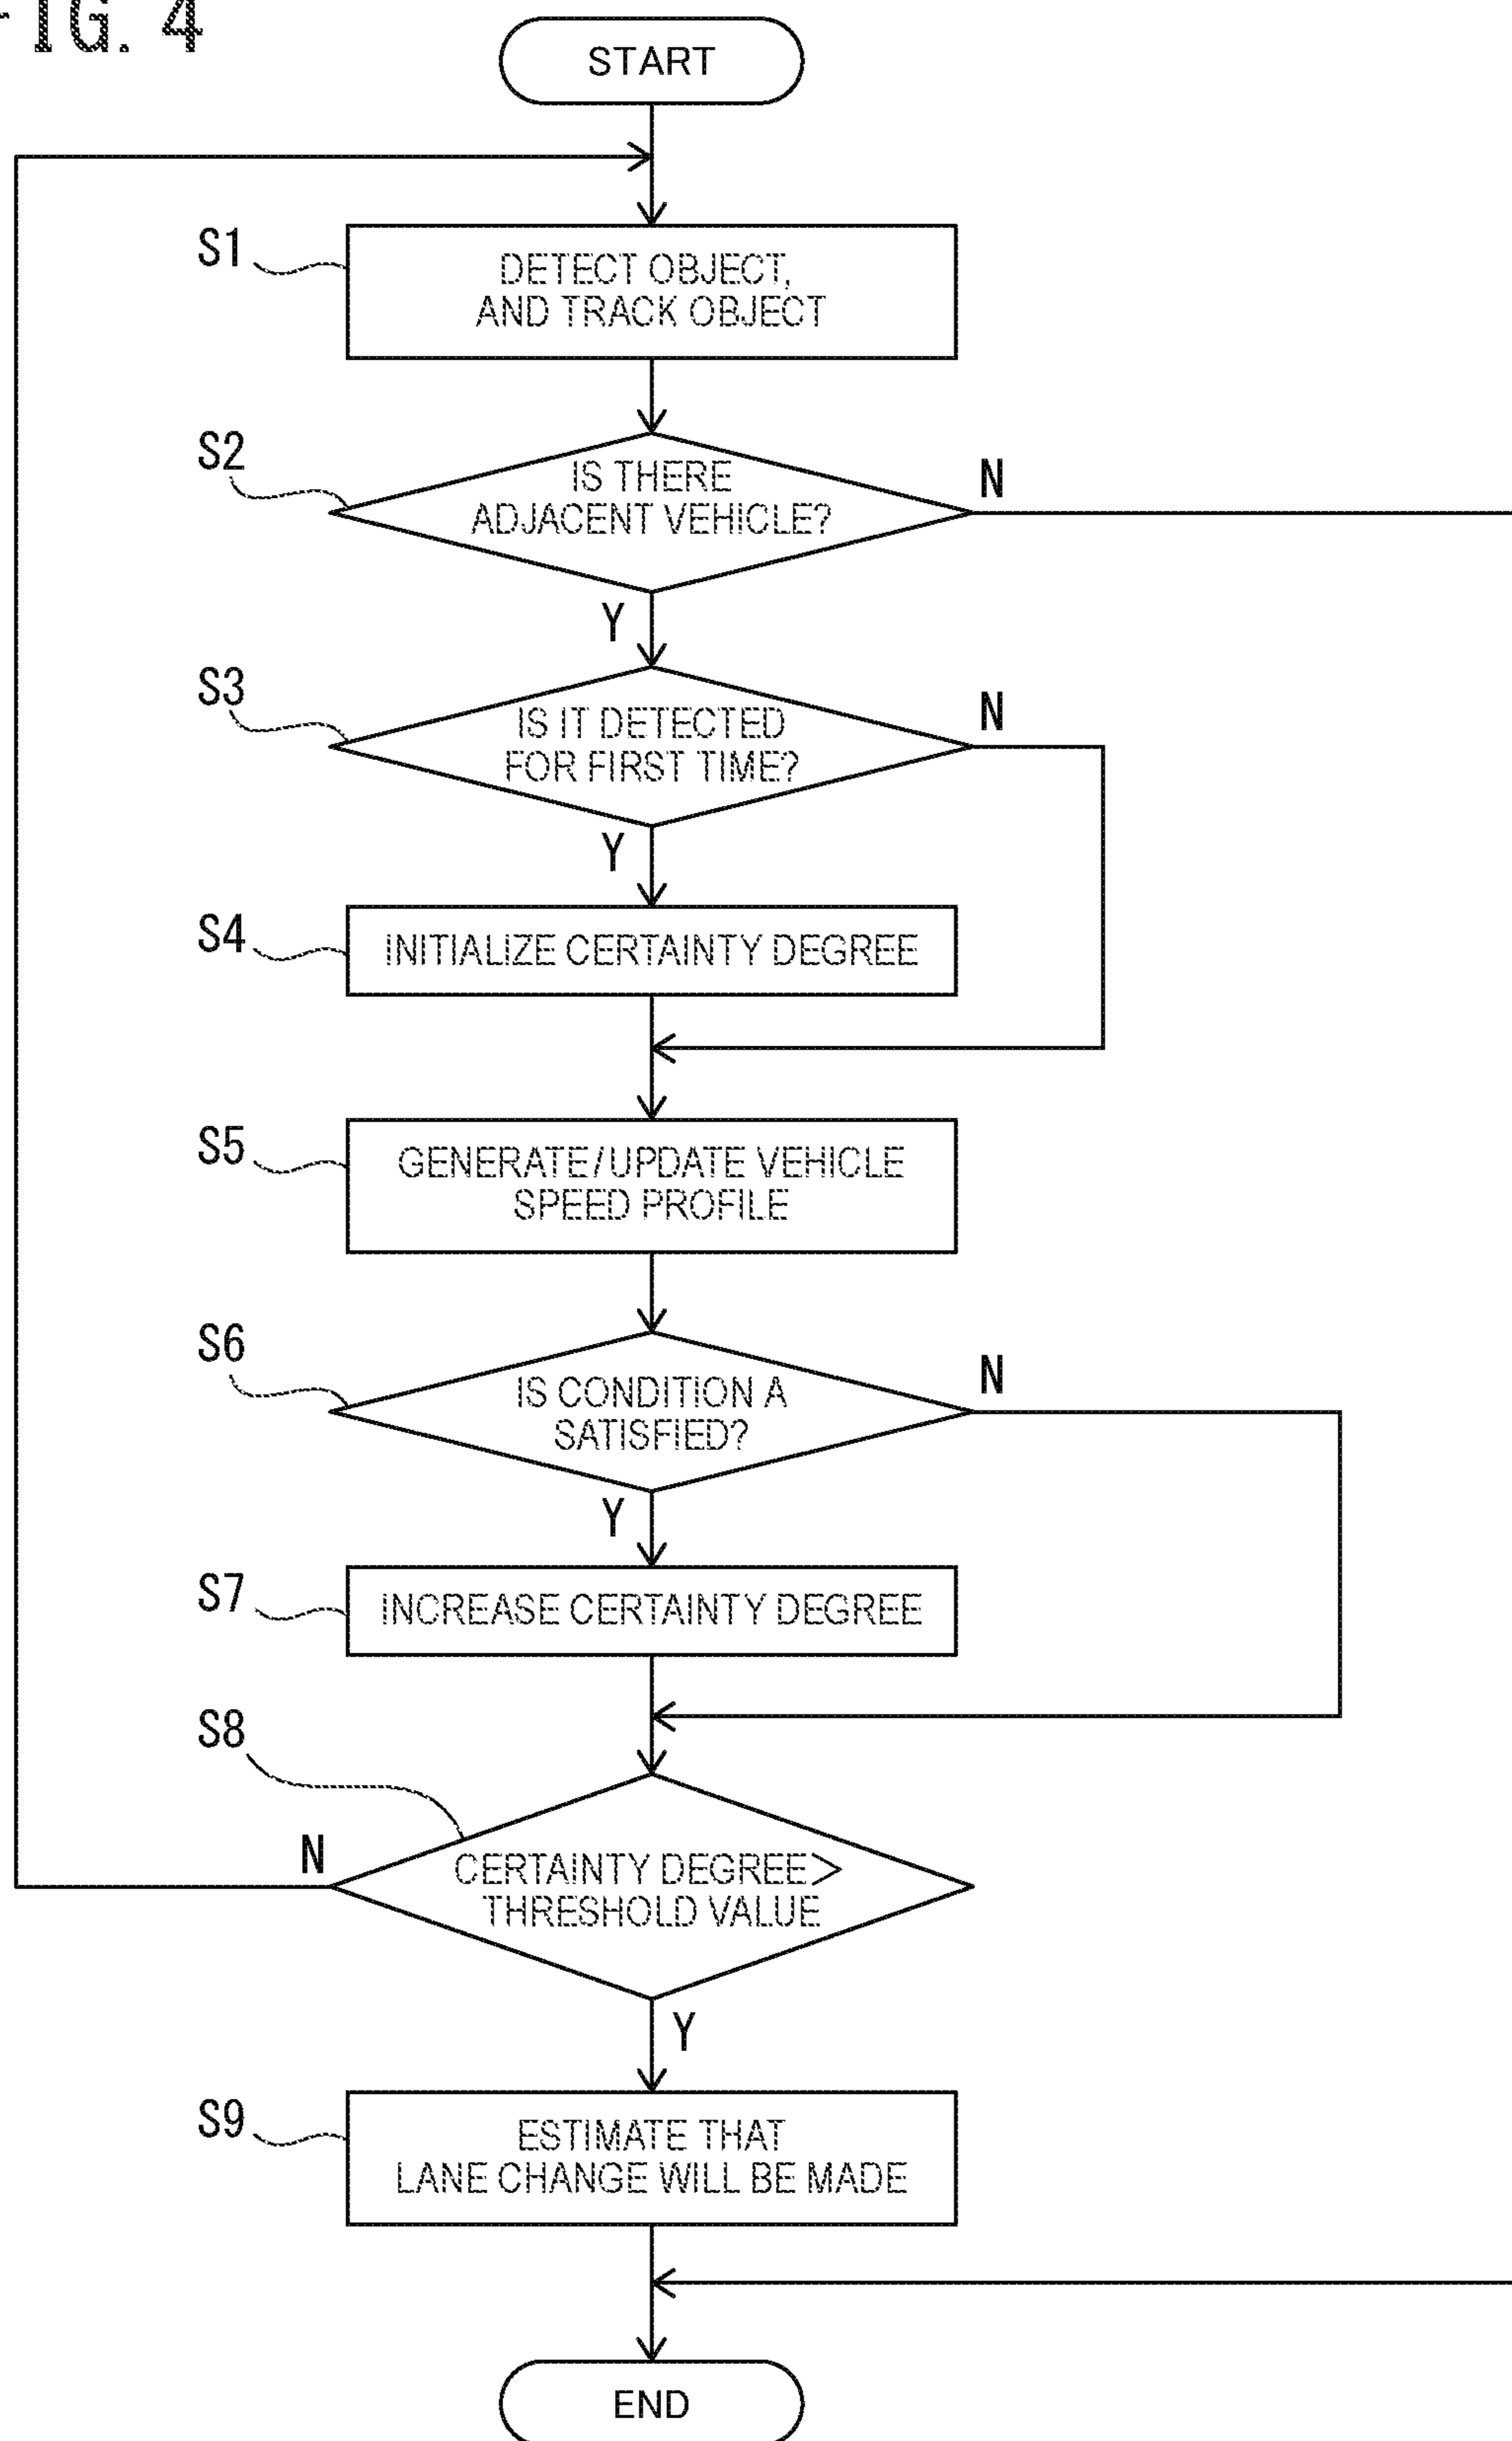 FIG. 4
START
S1
DETECT OBJECT,
AND TRACK OBJECT
S2
IS THERE
ADJACENT VEHICLE?
N
Y
S3
IS IT DETECTED
FOR FIRST TIME?
N
Y
S4
INITIALIZE CERTAINTY DEGREE
S5
GENERATE/UPDATE VEHICLE
SPEED PROFILE
S6
IS CONDITION A
SATISFIED?
N
Y
S7
INCREASE CERTAINTY DEGREE
S8
N
CERTAINTY DEGREE>
THRESHOLD VALUE
Y
S9
ESTIMATE THAT
LANE CHANGE WILL BE MADE
END